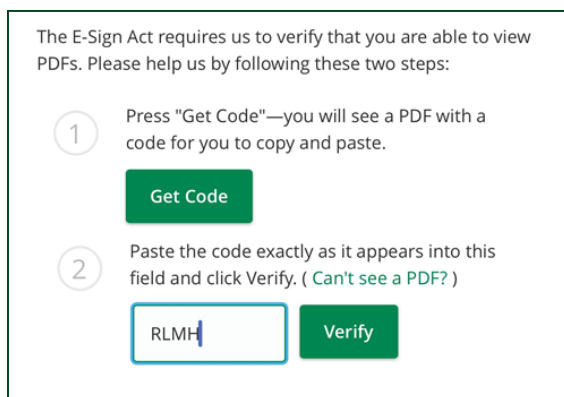 The E-Sign Act requires us to verify that you are able to view
PDFs. Please help us by following these two steps:
1
Press "Get Code"—you will see a PDF with a
code for you to copy and paste.
Get Code
2
Paste the code exactly as it appears into this
field and click Verify. ( Can't see a PDF? )
RLMH
Verify